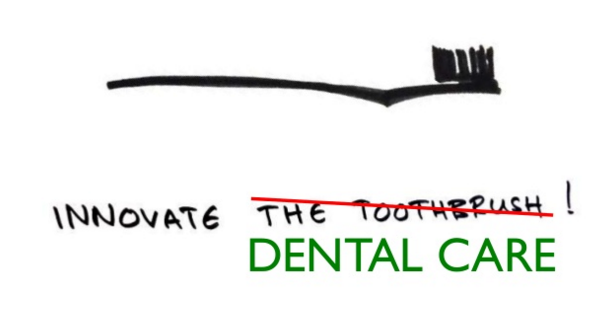 INNOVATE THE TOOTHBRUSH!
DENTAL CARE